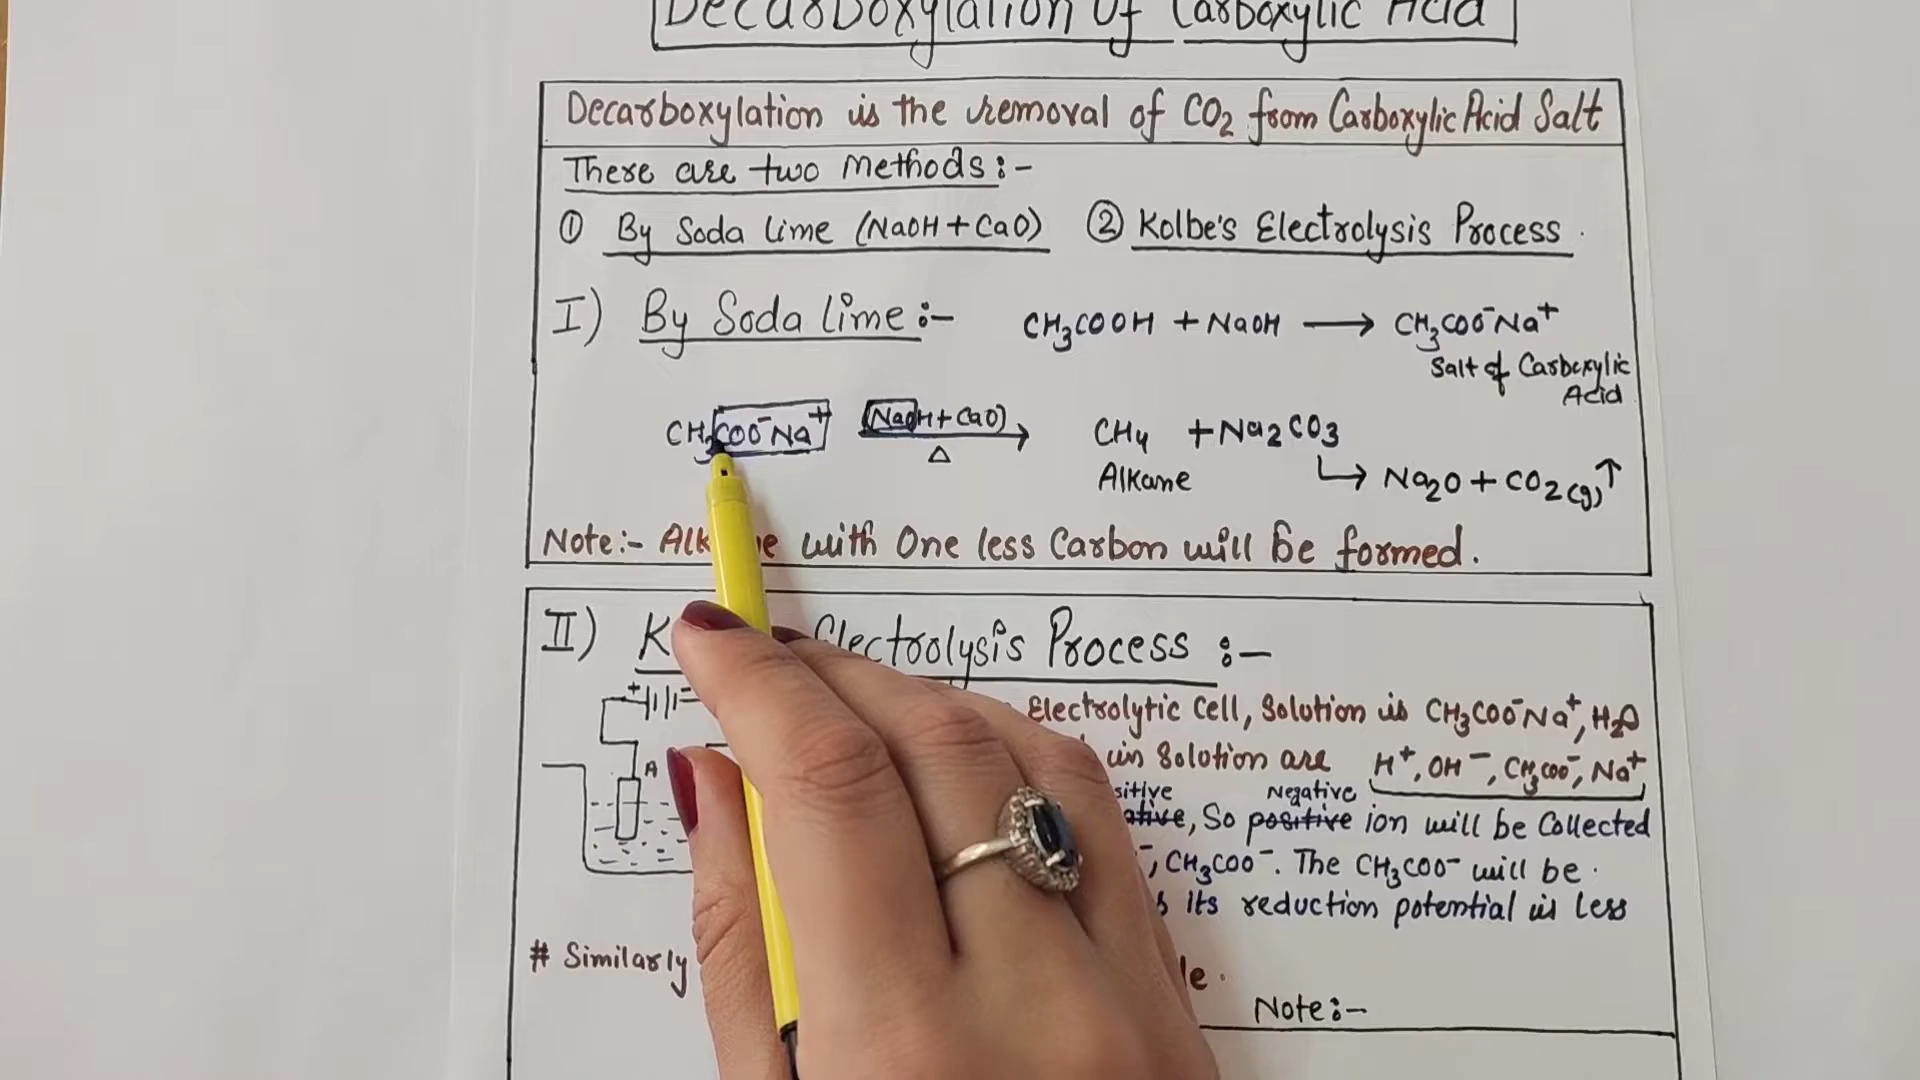 Decarboxylation Of Carboxylic Acid
Decarboxylation is the removal of CO₂ from Carboxylic Acid Salt
There are two Methods:-
① By Soda lime (NaOH + CaO) ② Kolbe's Electrolysis Process.
I) By Soda lime :- CH₃COOH + NaOH ⟶ CH₃COO⁻Na⁺
Salt of Carboxylic
Acid
CH₃COO⁻Na⁺ (NaOH + CaO) → CH₄ + Na₂CO₃
Δ
Alkane ↳ Na₂O + CO₂(g)↑
Note:- with One less Carbon will be formed.
II) Electrolysis Process :-
+
Electrolytic Cell, Solution is CH₃COO⁻Na⁺, H₂O
A in Solution are H⁺, OH⁻, CH₃COO⁻, Na⁺
Negative
, So positive ion will be Collected
, CH₃COO⁻. The CH₃COO⁻ will be.
its reduction potential is less
# Similarly
Note:-